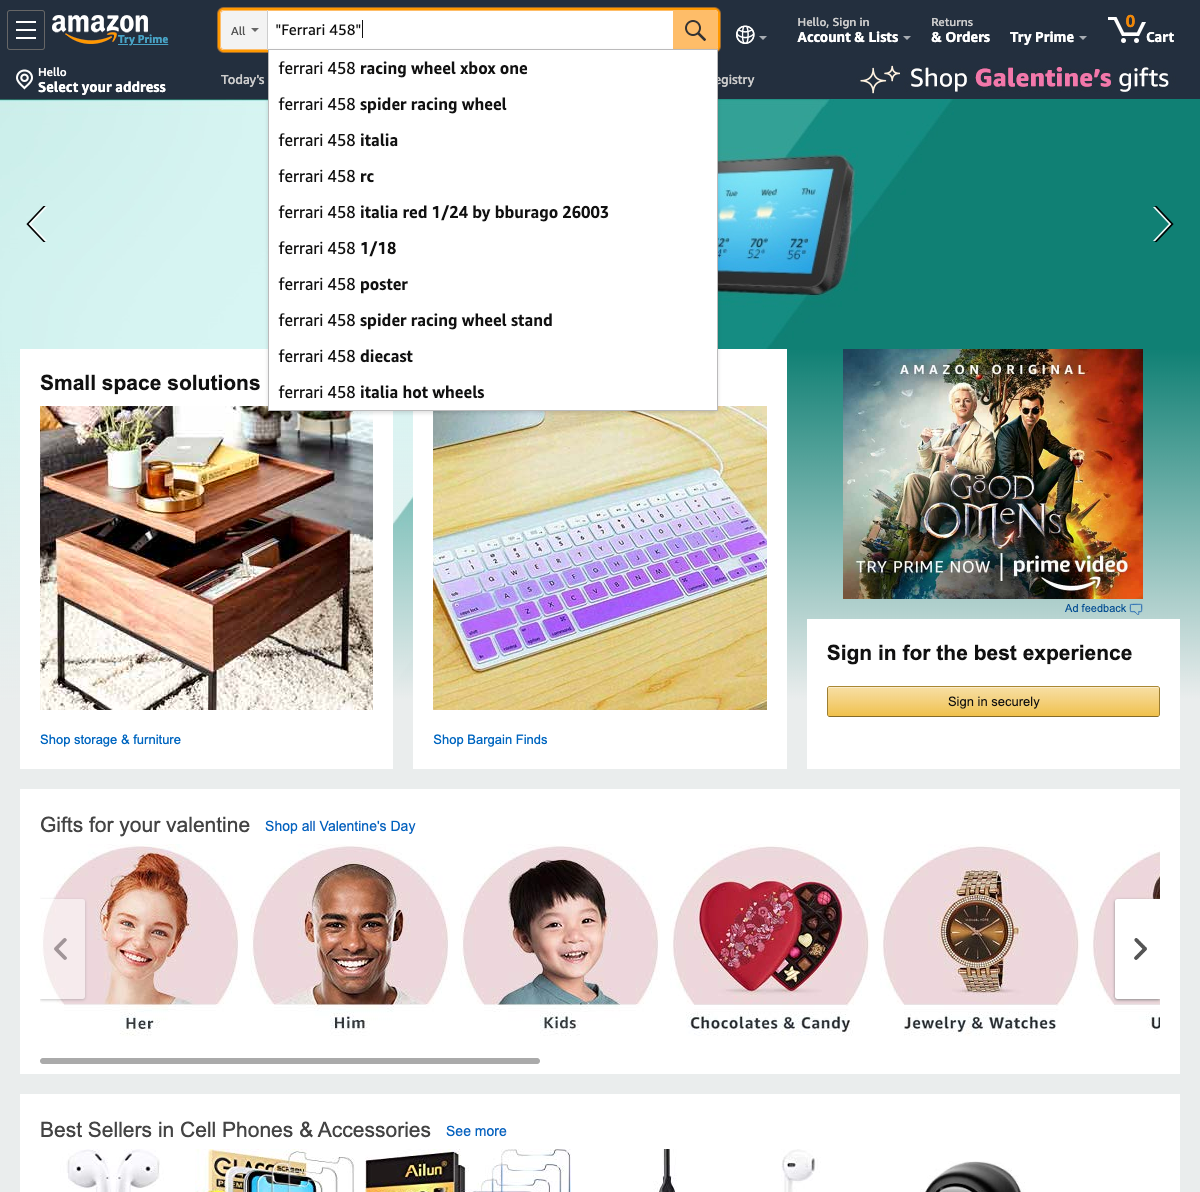 amazon
Try Prime
All
"Ferrari 458"
Hello, Sign in
Account & Lists
Returns
& Orders
Try Prime
0
Cart
Hello
Select your address
Today's
egistry
Shop Galentine's gifts
ferrari 458 racing wheel xbox one
ferrari 458 spider racing wheel
ferrari 458 italia
ferrari 458 rc
ferrari 458 italia red 1/24 by bburago 26003
ferrari 458 1/18
ferrari 458 poster
ferrari 458 spider racing wheel stand
ferrari 458 diecast
ferrari 458 italia hot wheels
Tue Wed Thu
70° 72°
52° 56°
Small space solutions
Shop storage & furniture
Shop Bargain Finds
AMAZON ORIGINAL
GOOD
OMENS
TRY PRIME NOW | prime video
Ad feedback
Sign in for the best experience
Sign in securely
Gifts for your valentine
Shop all Valentine's Day
Her
Him
Kids
Chocolates & Candy
Jewelry & Watches
U
Best Sellers in Cell Phones & Accessories
See more
SCREEN
Ailun